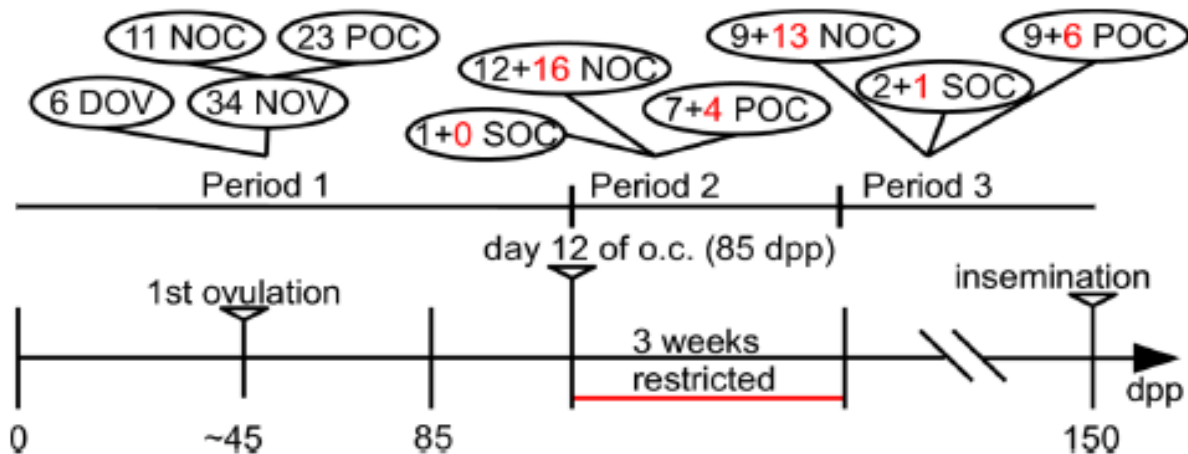 11 NOC
23 POC
6 DOV
34 NOV
12+16 NOC
1+0 SOC
7+4 POC
9+13 NOC
2+1 SOC
9+6 POC
Period 1
Period 2
Period 3
day 12 of o.c. (85 dpp)
1st ovulation
insemination
3 weeks
restricted
dpp
0
~45
85
150